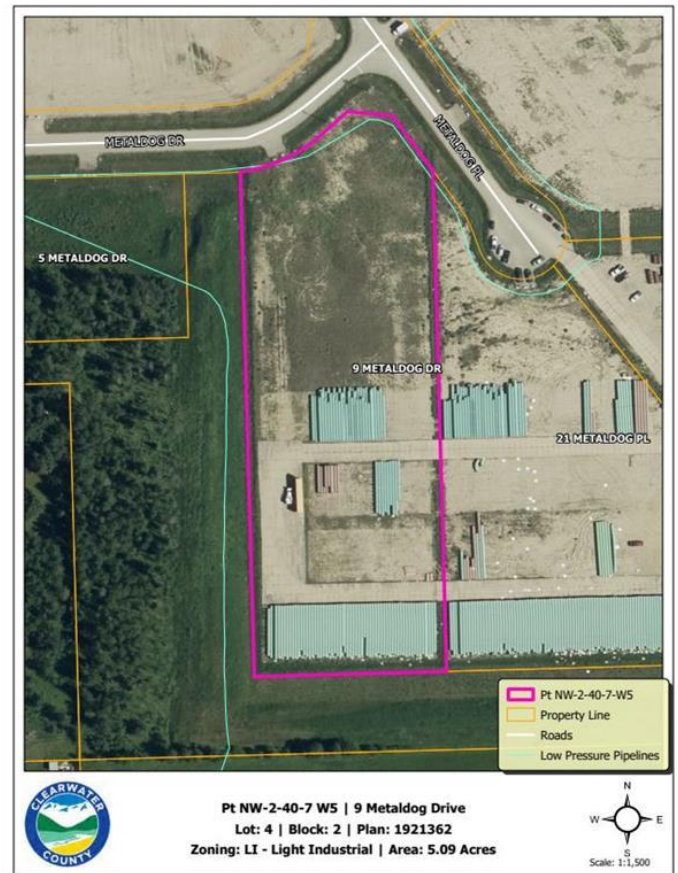 METALDOG DR
METALDOG PL
5 METALDOG DR
9 METALDOG DR
21 METALDOG PL
Pt NW-2-40-7-W5
Property Line
Roads
Low Pressure Pipelines
CLEARWATER
COUNTY
Pt NW-2-40-7 W5 | 9 Metaldog Drive
Lot: 4 | Block: 2 | Plan: 1921362
Zoning: LI - Light Industrial | Area: 5.09 Acres
N
W E
S
Scale: 1:1,500